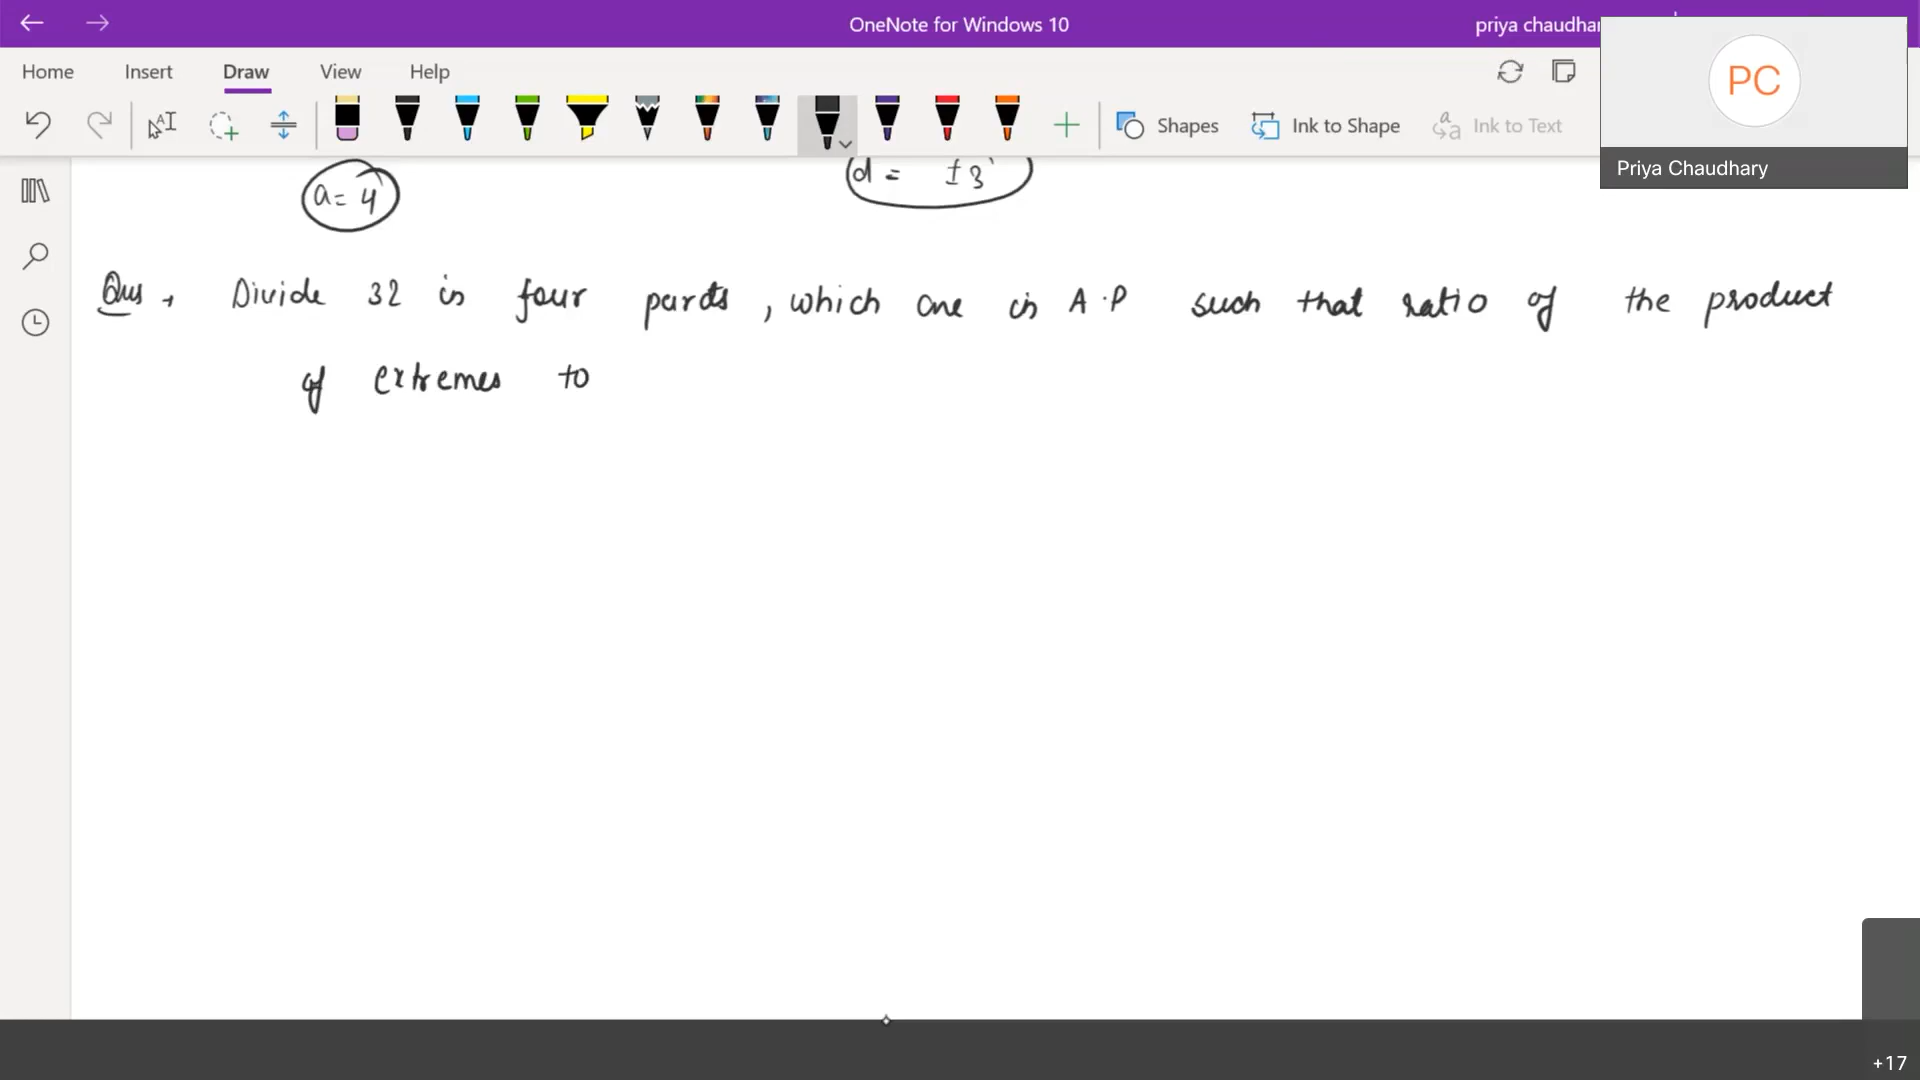 OneNote for Windows 10
priya chaudhar
PC
Priya Chaudhary
Home Insert Draw View Help
Shapes Ink to Shape Ink to Text
a= 4
d = ±3
Qus → Divide 32 is four parts , which are is A.P such that ratio of the product
of extremes to
+17